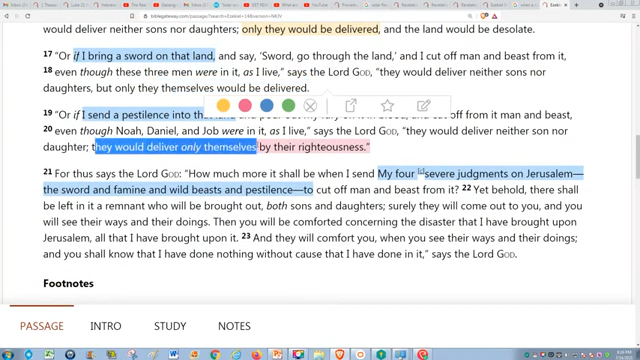 biblegateway.com/passage/?search=Ezekiel+14&version=NKJV
would deliver neither sons nor daughters; only they would be delivered, and the land would be desolate.
17 “Or if I bring a sword on that land, and say, ‘Sword, go through the land,’ and I cut off man and beast from it,
18 even though these three men were in it, as I live,” says the Lord GOD, “they would deliver neither sons nor
daughters, but only they themselves would be delivered.
19 “Or if I send a pestilence into that land and pour out My fury on it in blood, and cut off from it man and beast,
20 even though Noah, Daniel, and Job were in it, as I live,” says the Lord GOD, “they would deliver neither son nor
daughter; they would deliver only themselves by their righteousness.”
21 For thus says the Lord GOD: “How much more it shall be when I send My four [c]severe judgments on Jerusalem—
the sword and famine and wild beasts and pestilence—to cut off man and beast from it? 22 Yet behold, there shall
be left in it a remnant who will be brought out, both sons and daughters; surely they will come out to you, and you
will see their ways and their doings. Then you will be comforted concerning the disaster that I have brought upon
Jerusalem, all that I have brought upon it. 23 And they will comfort you, when you see their ways and their doings;
and you shall know that I have done nothing without cause that I have done in it,” says the Lord GOD.
Footnotes
PASSAGE INTRO STUDY NOTES